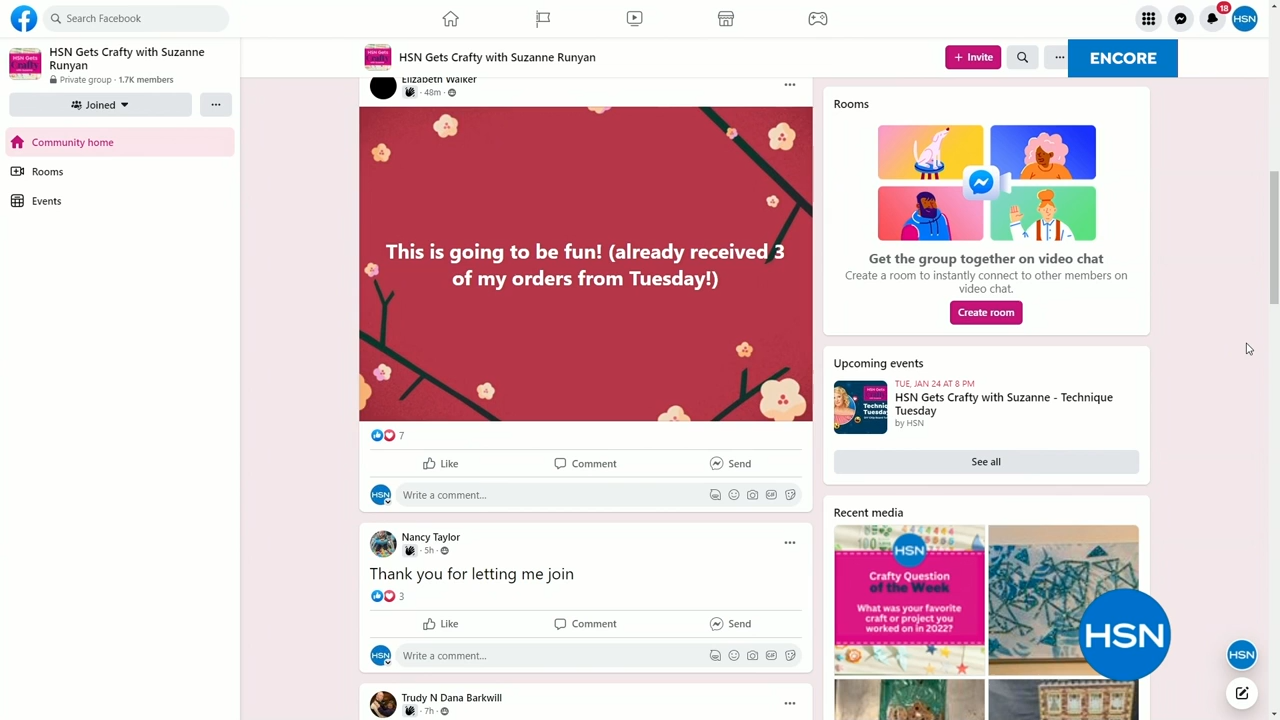 Search Facebook
18
HSN
HSN Gets Crafty with Suzanne
Runyan
Private group · 1.7K members
Joined
Community home
Rooms
Events
HSN Gets Crafty with Suzanne Runyan
+ Invite
ENCORE
Elizabeth Walker
48m
This is going to be fun! (already received 3
of my orders from Tuesday!)
7
Like
Comment
Send
HSN
Write a comment...
GIF
Nancy Taylor
5h
Thank you for letting me join
3
Like
Comment
Send
HSN
Write a comment...
GIF
Trudy N Dana Barkwill
7h
Rooms
Get the group together on video chat
Create a room to instantly connect to other members on
video chat.
Create room
Upcoming events
TUE, JAN 24 AT 8 PM
HSN Gets Crafty with Suzanne - Technique
Tuesday
by HSN
See all
Recent media
HSN
Crafty Question
of the Week
What was your favorite
craft or project you
worked on in 2022?
HSN
HSN